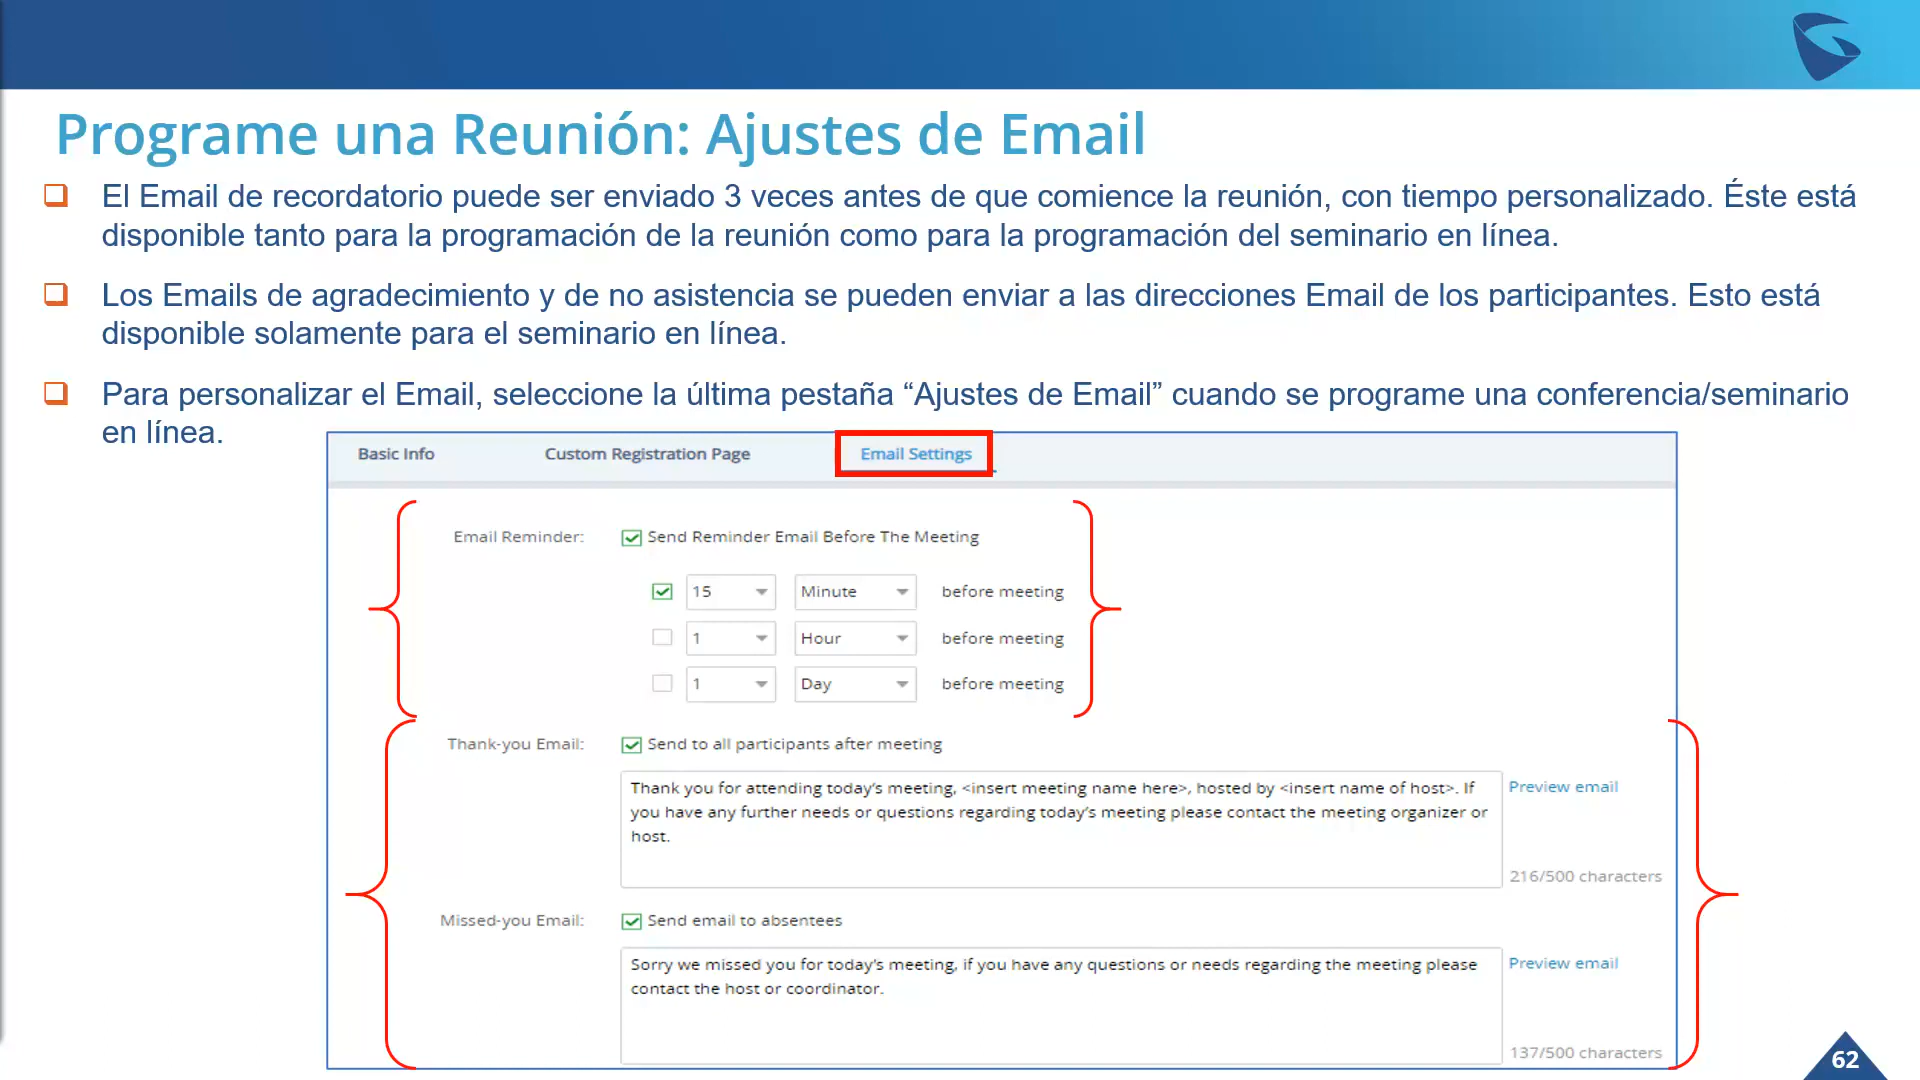 Programe una Reunión: Ajustes de Email
El Email de recordatorio puede ser enviado 3 veces antes de que comience la reunión, con tiempo personalizado. Éste está
disponible tanto para la programación de la reunión como para la programación del seminario en línea.
Los Emails de agradecimiento y de no asistencia se pueden enviar a las direcciones Email de los participantes. Esto está
disponible solamente para el seminario en línea.
Para personalizar el Email, seleccione la última pestaña “Ajustes de Email” cuando se programe una conferencia/seminario
en línea.
Basic Info Custom Registration Page Email Settings
Email Reminder: Send Reminder Email Before The Meeting
15 Minute before meeting
1 Hour before meeting
1 Day before meeting
Thank-you Email: Send to all participants after meeting
Thank you for attending today’s meeting, <insert meeting name here>, hosted by <insert name of host>. If Preview email
you have any further needs or questions regarding today’s meeting please contact the meeting organizer or
host.
216/500 characters
Missed-you Email: Send email to absentees
Sorry we missed you for today’s meeting, if you have any questions or needs regarding the meeting please Preview email
contact the host or coordinator.
137/500 characters
62